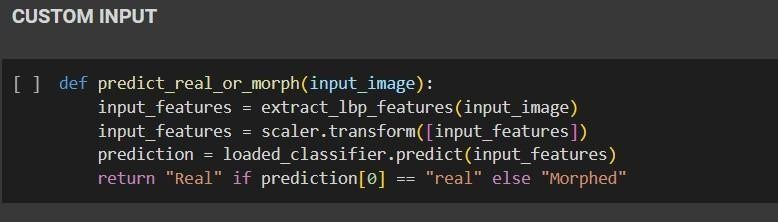 CUSTOM INPUT
[ ] def predict_real_or_morph(input_image):
input_features = extract_lbp_features(input_image)
input_features = scaler.transform([input_features])
prediction = loaded_classifier.predict(input_features)
return "Real" if prediction[0] == "real" else "Morphed"